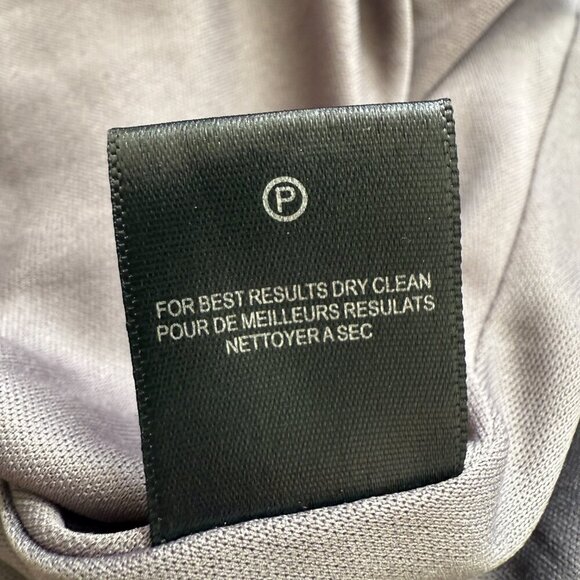 P
FOR BEST RESULTS DRY CLEAN
POUR DE MEILLEURS RESULATS
NETTOYER A SEC